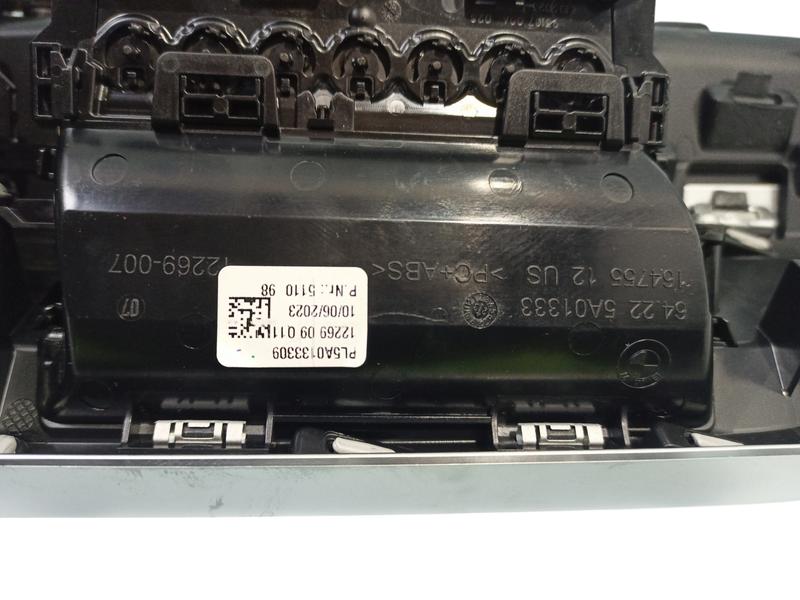 PL5A0133309
12269 09 Q111
10/06/2023
P.Nr.: 5110 98
64.22 5A01333
164755 12 US >PC+ABS<
12269-007
07